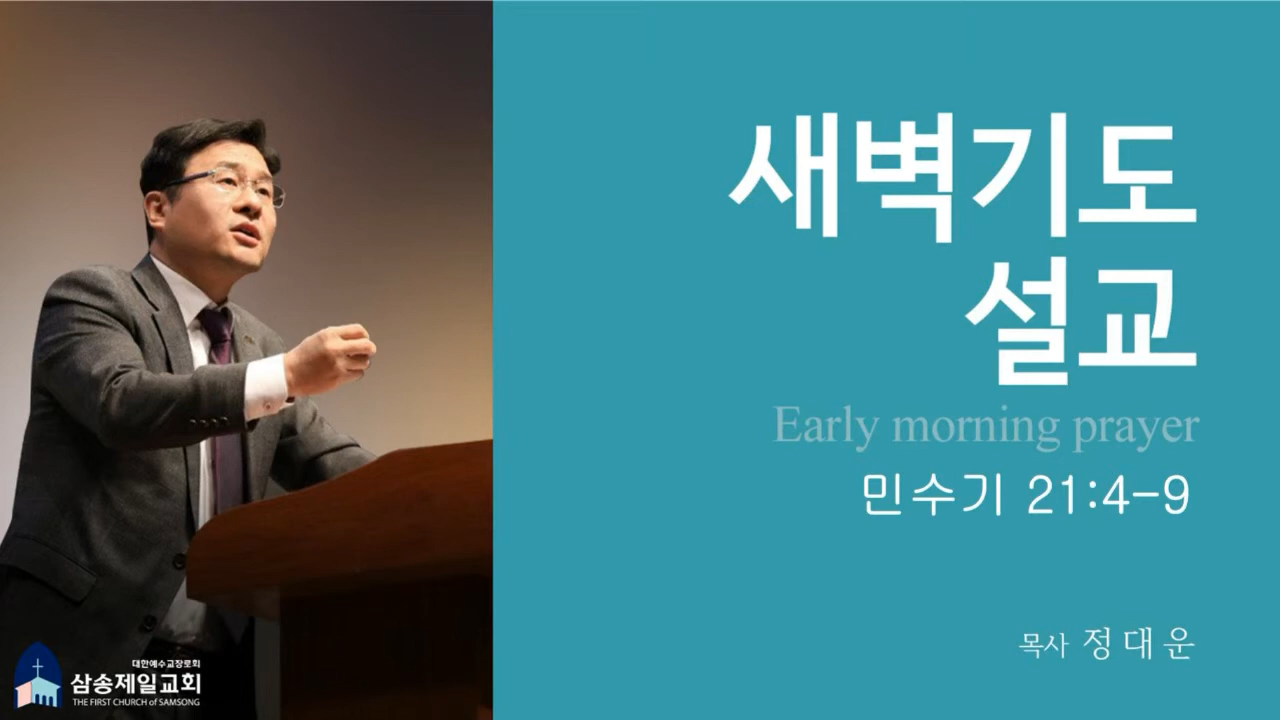 새벽기도
설교
Early morning prayer
민수기 21:4-9
목사 정대운
대한예수교장로회
삼송제일교회
THE FIRST CHURCH of SAMSONG